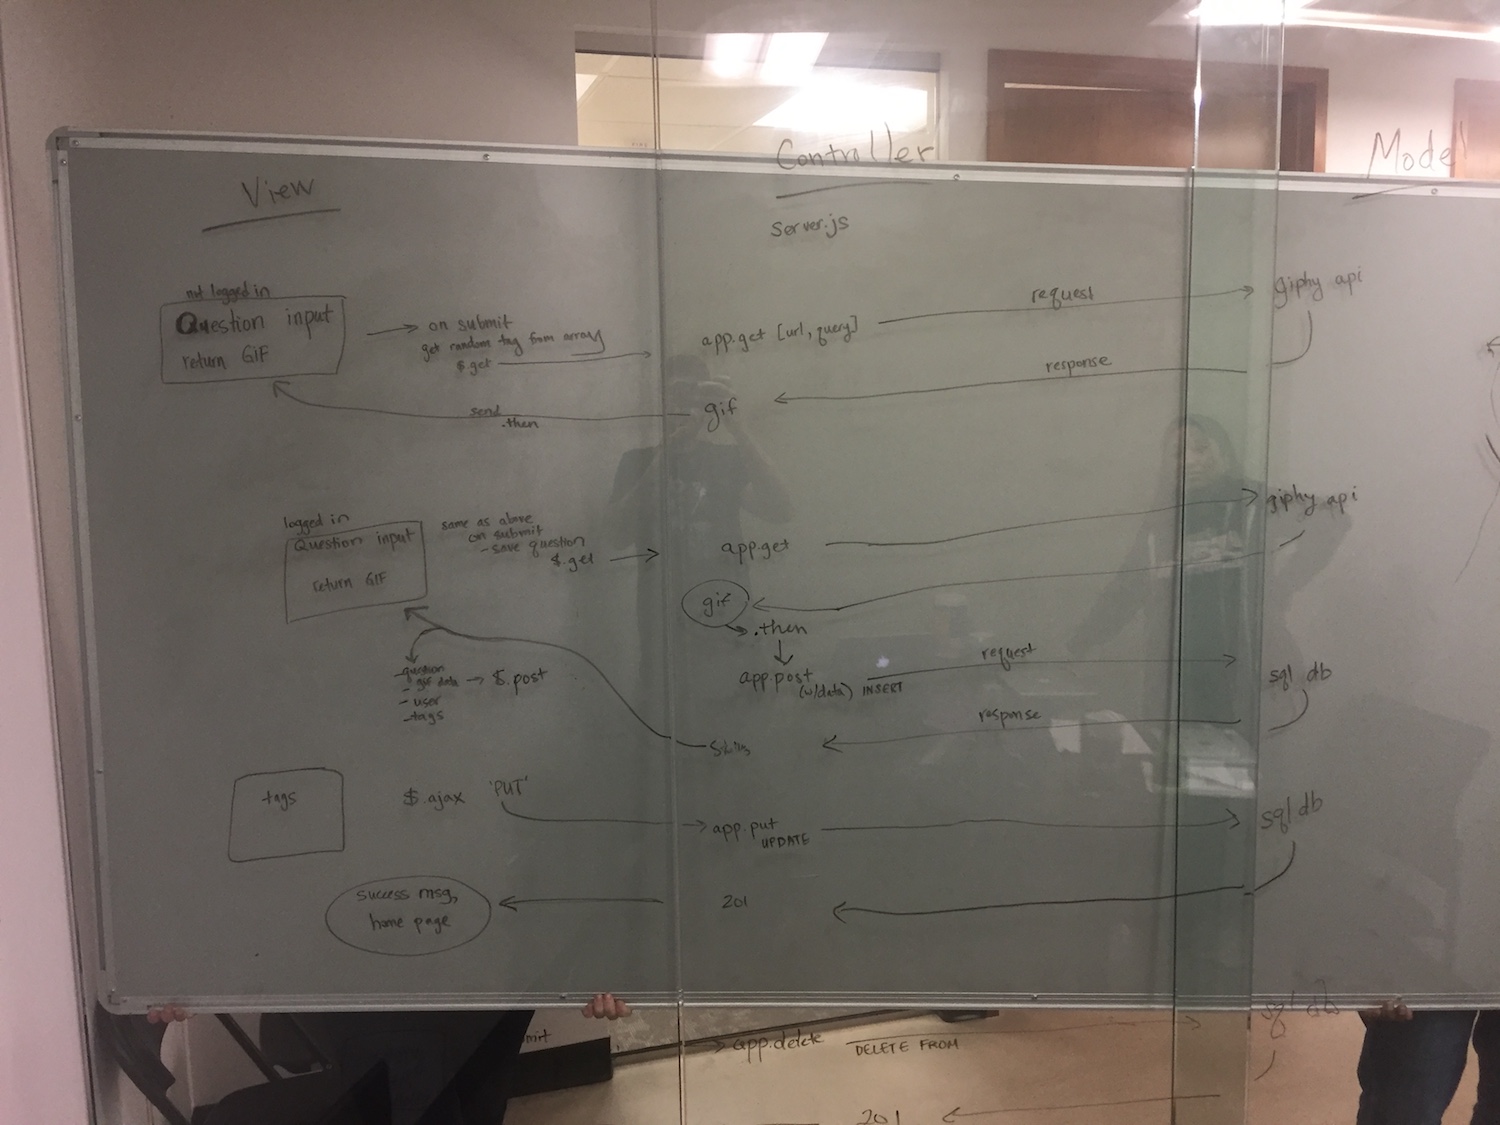 View
Controller
Model
server.js
not logged in
Question input
return GIF
on submit
get random tag from array
$get
app.get [url, query]
request
giphy api
response
gif
send
.then
logged in
Question input
return GIF
same as above
on submit
- save question
$.get
app.get
giphy api
gif
.then
app.post
(w/data) INSERT
request
sql db
response
- question
- gif data
- user
- tags
$.post
tags
$.ajax 'PUT'
app.put
UPDATE
sql db
success msg,
home page
201
app.delete
DELETE FROM
sql db
201